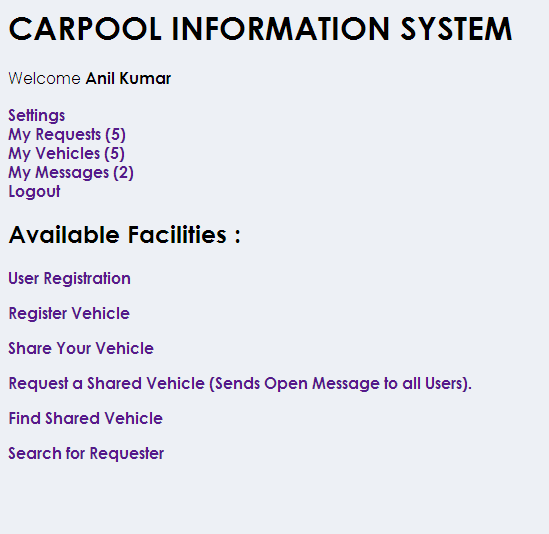 CARPOOL INFORMATION SYSTEM
Welcome Anil Kumar
Settings
My Requests (5)
My Vehicles (5)
My Messages (2)
Logout
Available Facilities :
User Registration
Register Vehicle
Share Your Vehicle
Request a Shared Vehicle (Sends Open Message to all Users).
Find Shared Vehicle
Search for Requester